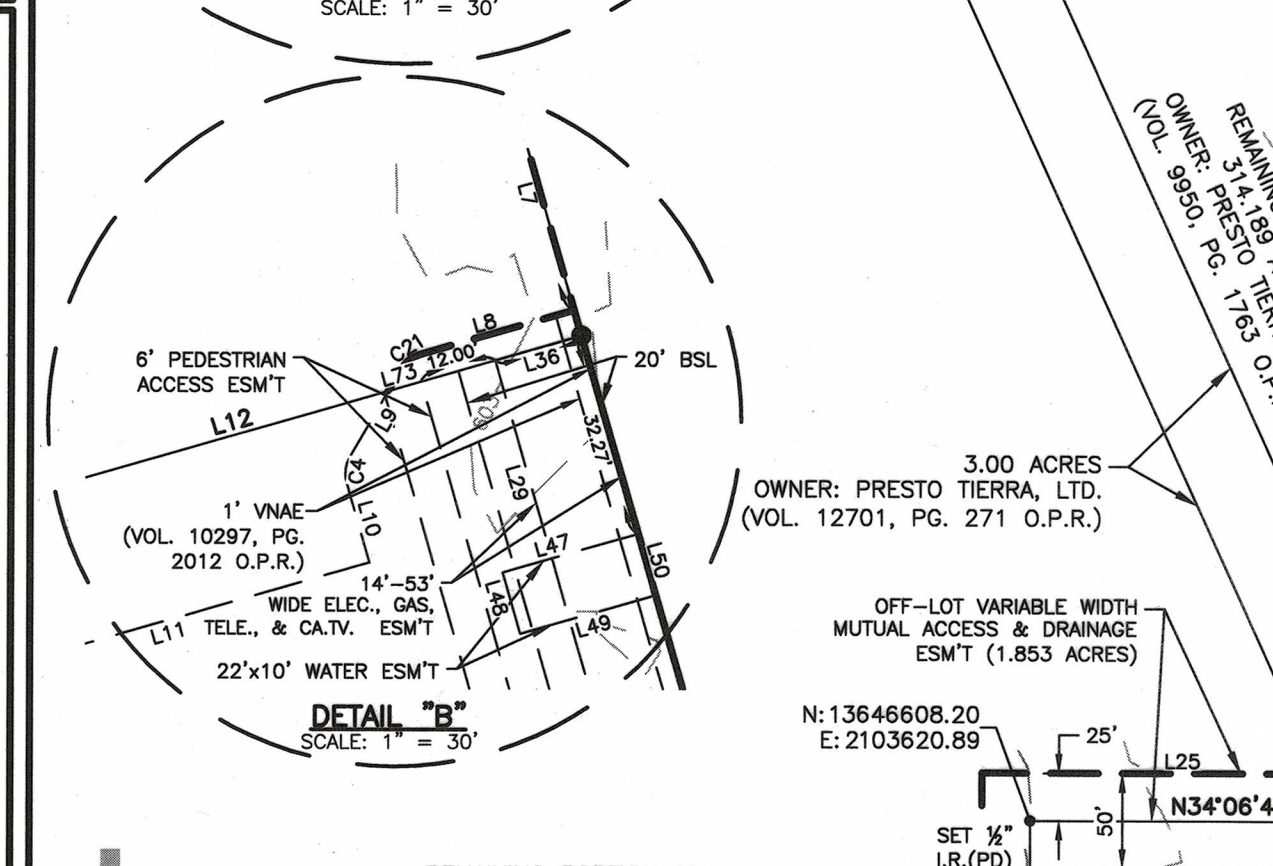 SCALE: 1" = 30'
L7
L8
C21
12.00'
L73
L36
6' PEDESTRIAN
ACCESS ESM'T
20' BSL
L12
L9
603
32.27'
C4
L29
L10
1' VNAE
(VOL. 10297, PG.
2012 O.P.R.)
L47
L50
14'-53'
WIDE ELEC., GAS,
TELE., & CA.TV. ESM'T
L48
L49
L11
22'x10' WATER ESM'T
DETAIL "B"
SCALE: 1" = 30'
REMAINING
314.189
OWNER: PRESTO TIER
(VOL. 9950, PG. 1763 O.P.
3.00 ACRES
OWNER: PRESTO TIERRA, LTD.
(VOL. 12701, PG. 271 O.P.R.)
OFF-LOT VARIABLE WIDTH
MUTUAL ACCESS & DRAINAGE
ESM'T (1.853 ACRES)
N:13646608.20
E:2103620.89
25'
L25
N34°06'4
50'
SET ½"
I.R.(PD)